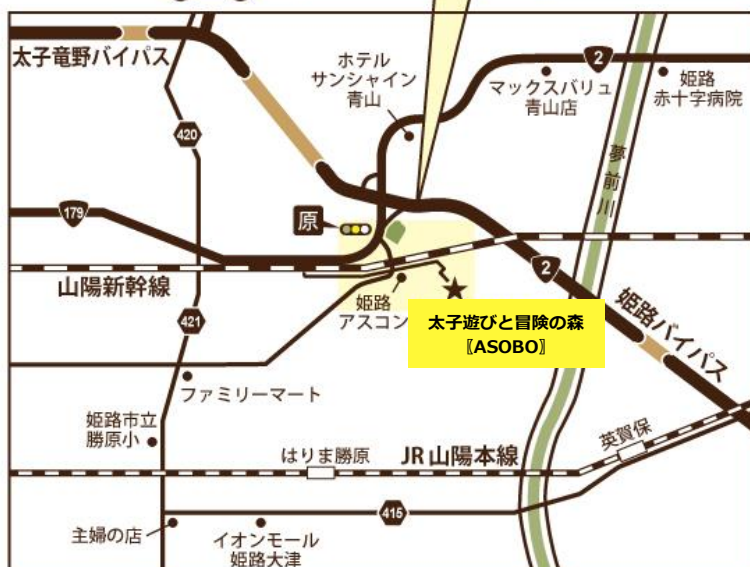 太子竜野バイパス
ホテル
サンシャイン
青山
2
マックスバリュ
青山店
姫路
赤十字病院
420
夢前川
179
原
2
山陽新幹線
姫路
アスコン
太子遊びと冒険の森
〖ASOBO〗
姫路バイパス
421
ファミリーマート
姫路市立
勝原小
はりま勝原
JR山陽本線
英賀保
415
主婦の店
イオンモール
姫路大津